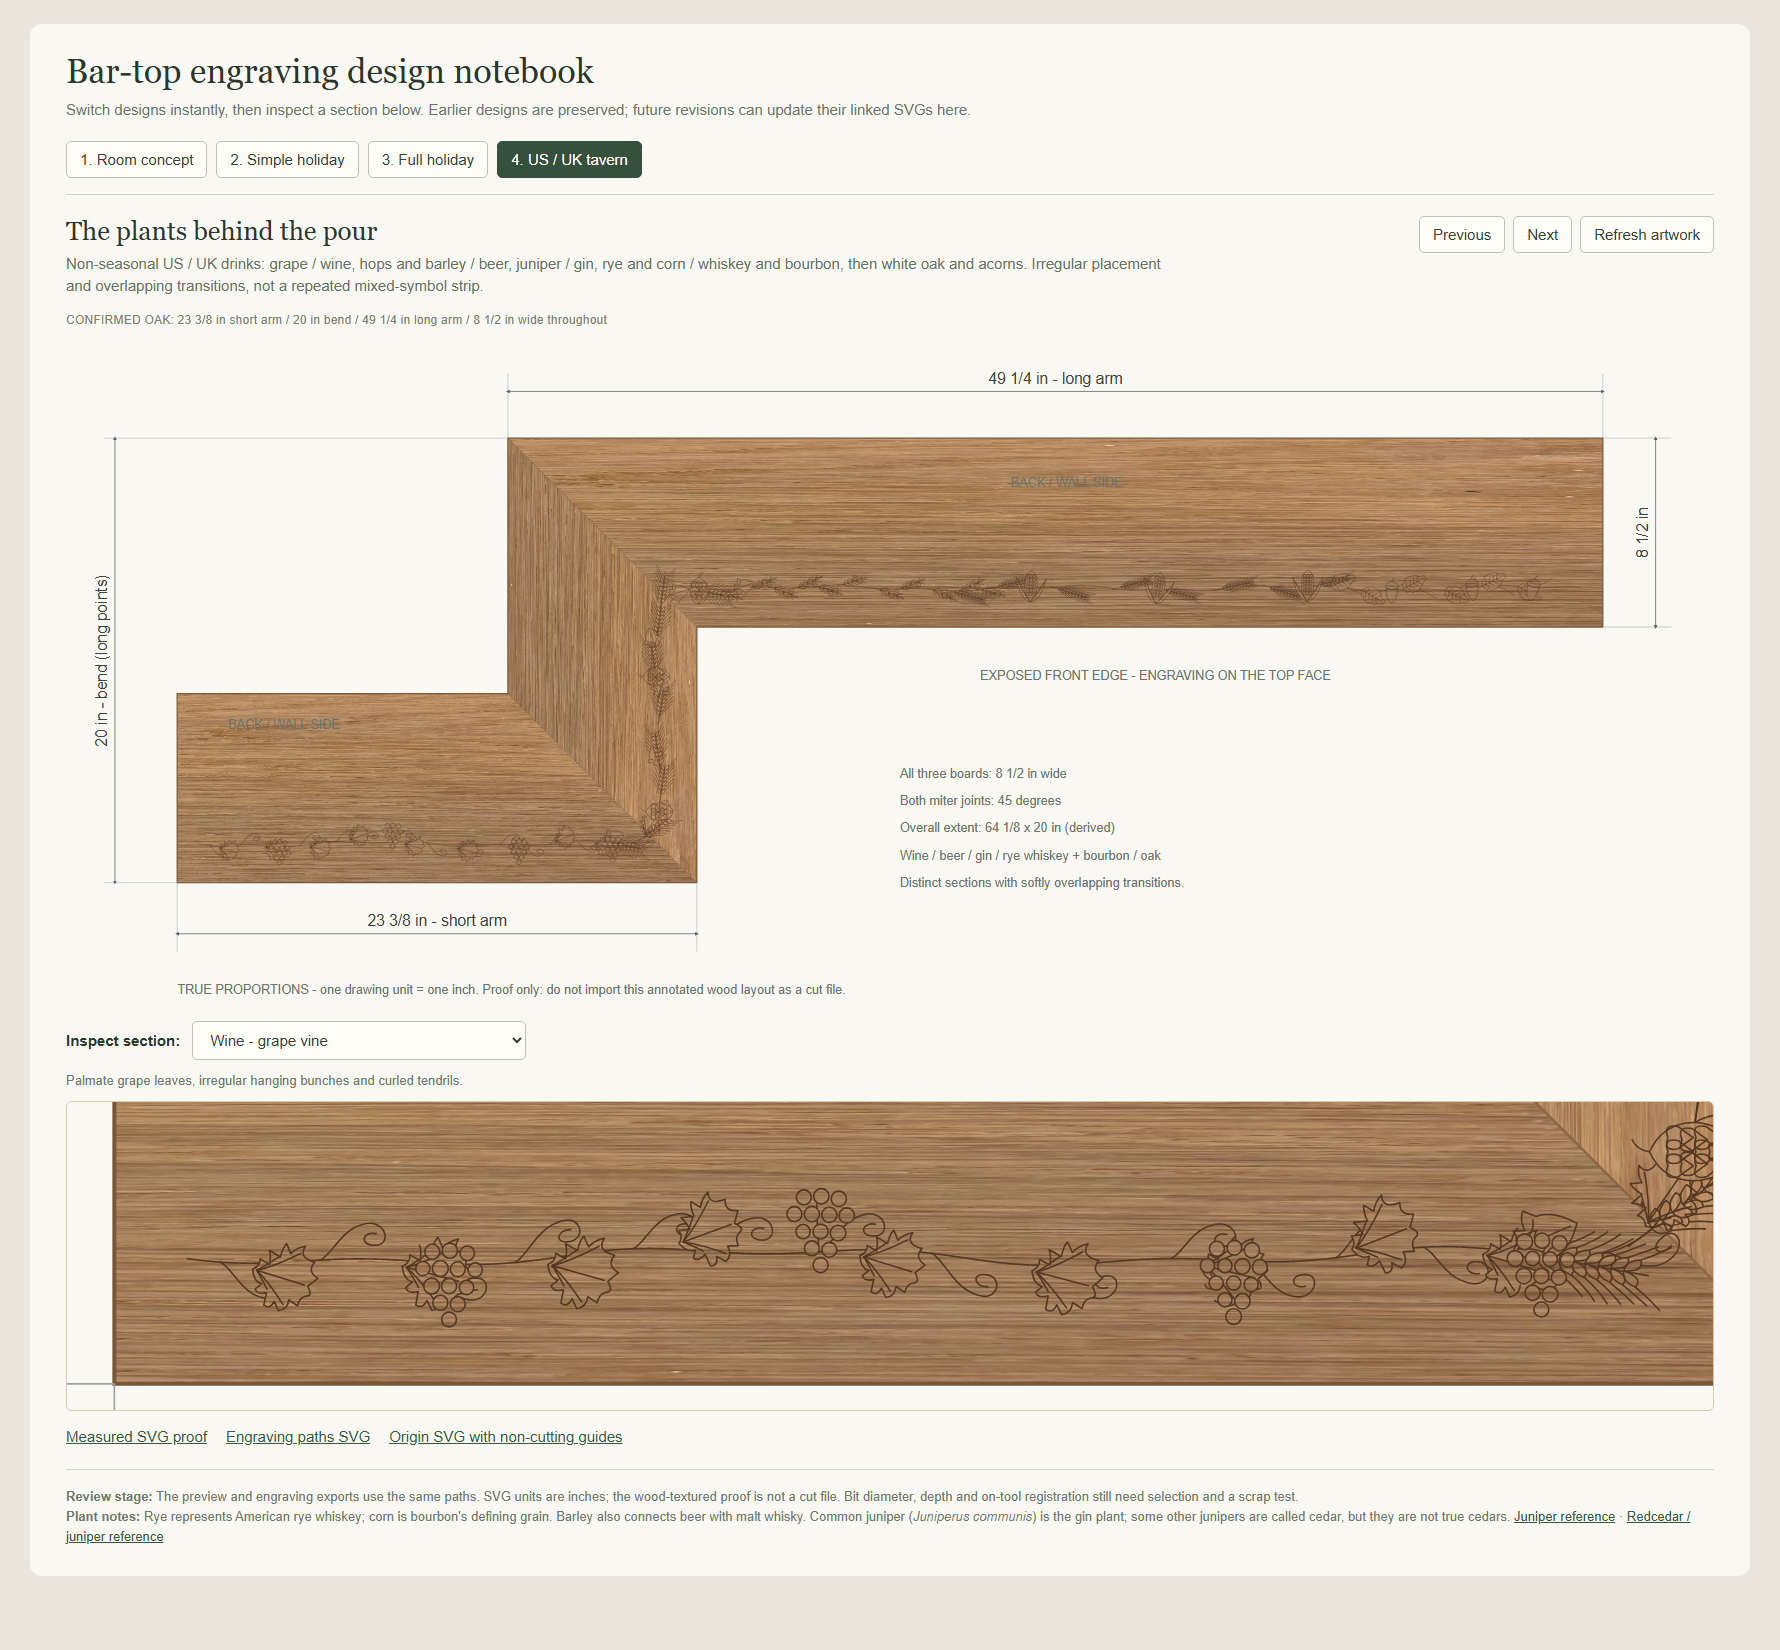 Bar-top engraving design notebook
Switch designs instantly, then inspect a section below. Earlier designs are preserved; future revisions can update their linked SVGs here.
1. Room concept
2. Simple holiday
3. Full holiday
4. US / UK tavern
The plants behind the pour
Previous
Next
Refresh artwork
Non-seasonal US / UK drinks: grape / wine, hops and barley / beer, juniper / gin, rye and corn / whiskey and bourbon, then white oak and acorns. Irregular placement
and overlapping transitions, not a repeated mixed-symbol strip.
CONFIRMED OAK: 23 3/8 in short arm / 20 in bend / 49 1/4 in long arm / 8 1/2 in wide throughout
49 1/4 in - long arm
BACK / WALL SIDE
8 1/2 in
20 in - bend (long points)
EXPOSED FRONT EDGE - ENGRAVING ON THE TOP FACE
BACK / WALL SIDE
All three boards: 8 1/2 in wide
Both miter joints: 45 degrees
Overall extent: 64 1/8 x 20 in (derived)
Wine / beer / gin / rye whiskey + bourbon / oak
Distinct sections with softly overlapping transitions.
23 3/8 in - short arm
TRUE PROPORTIONS - one drawing unit = one inch. Proof only: do not import this annotated wood layout as a cut file.
Inspect section:
Wine - grape vine
Palmate grape leaves, irregular hanging bunches and curled tendrils.
Measured SVG proof
Engraving paths SVG
Origin SVG with non-cutting guides
Review stage: The preview and engraving exports use the same paths. SVG units are inches; the wood-textured proof is not a cut file. Bit diameter, depth and on-tool registration still need selection and a scrap test.
Plant notes: Rye represents American rye whiskey; corn is bourbon's defining grain. Barley also connects beer with malt whisky. Common juniper (Juniperus communis) is the gin plant; some other junipers are called cedar, but they are not true cedars. Juniper reference · Redcedar /
juniper reference